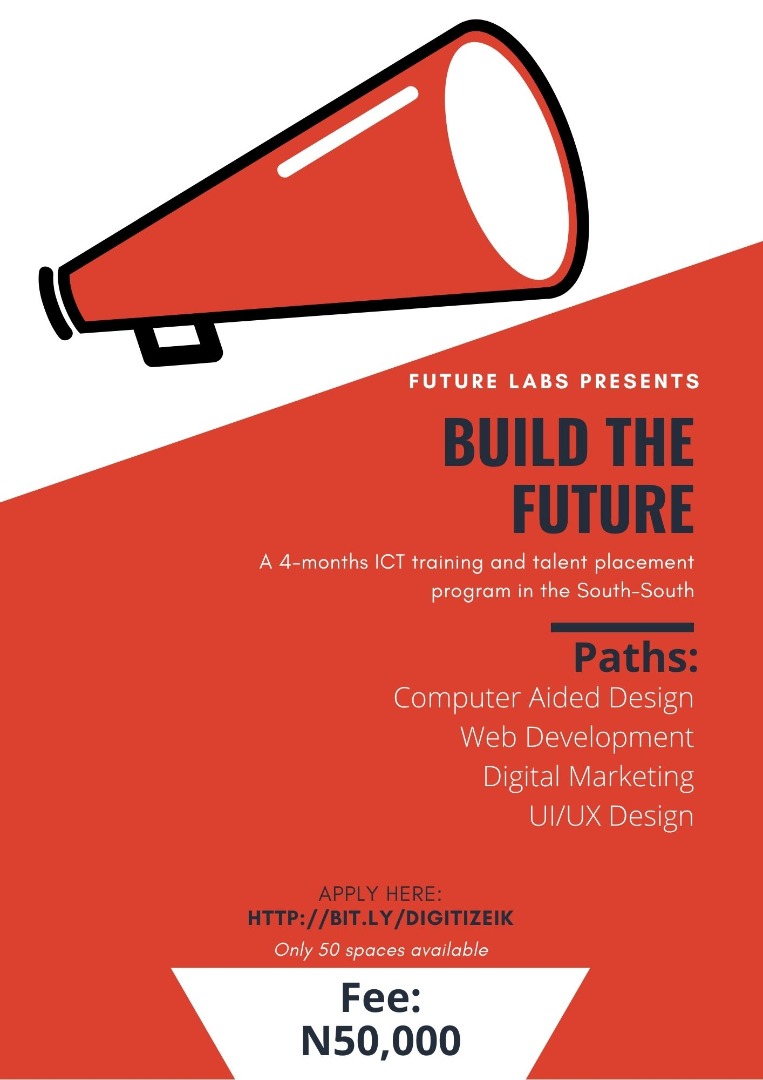 FUTURE LABS PRESENTS
BUILD THE
FUTURE
A 4-months ICT training and talent placement
program in the South-South
Paths:
Computer Aided Design
Web Development
Digital Marketing
UI/UX Design
APPLY HERE:
HTTP://BIT.LY/DIGITIZEIK
Only 50 spaces available
Fee:
N50,000